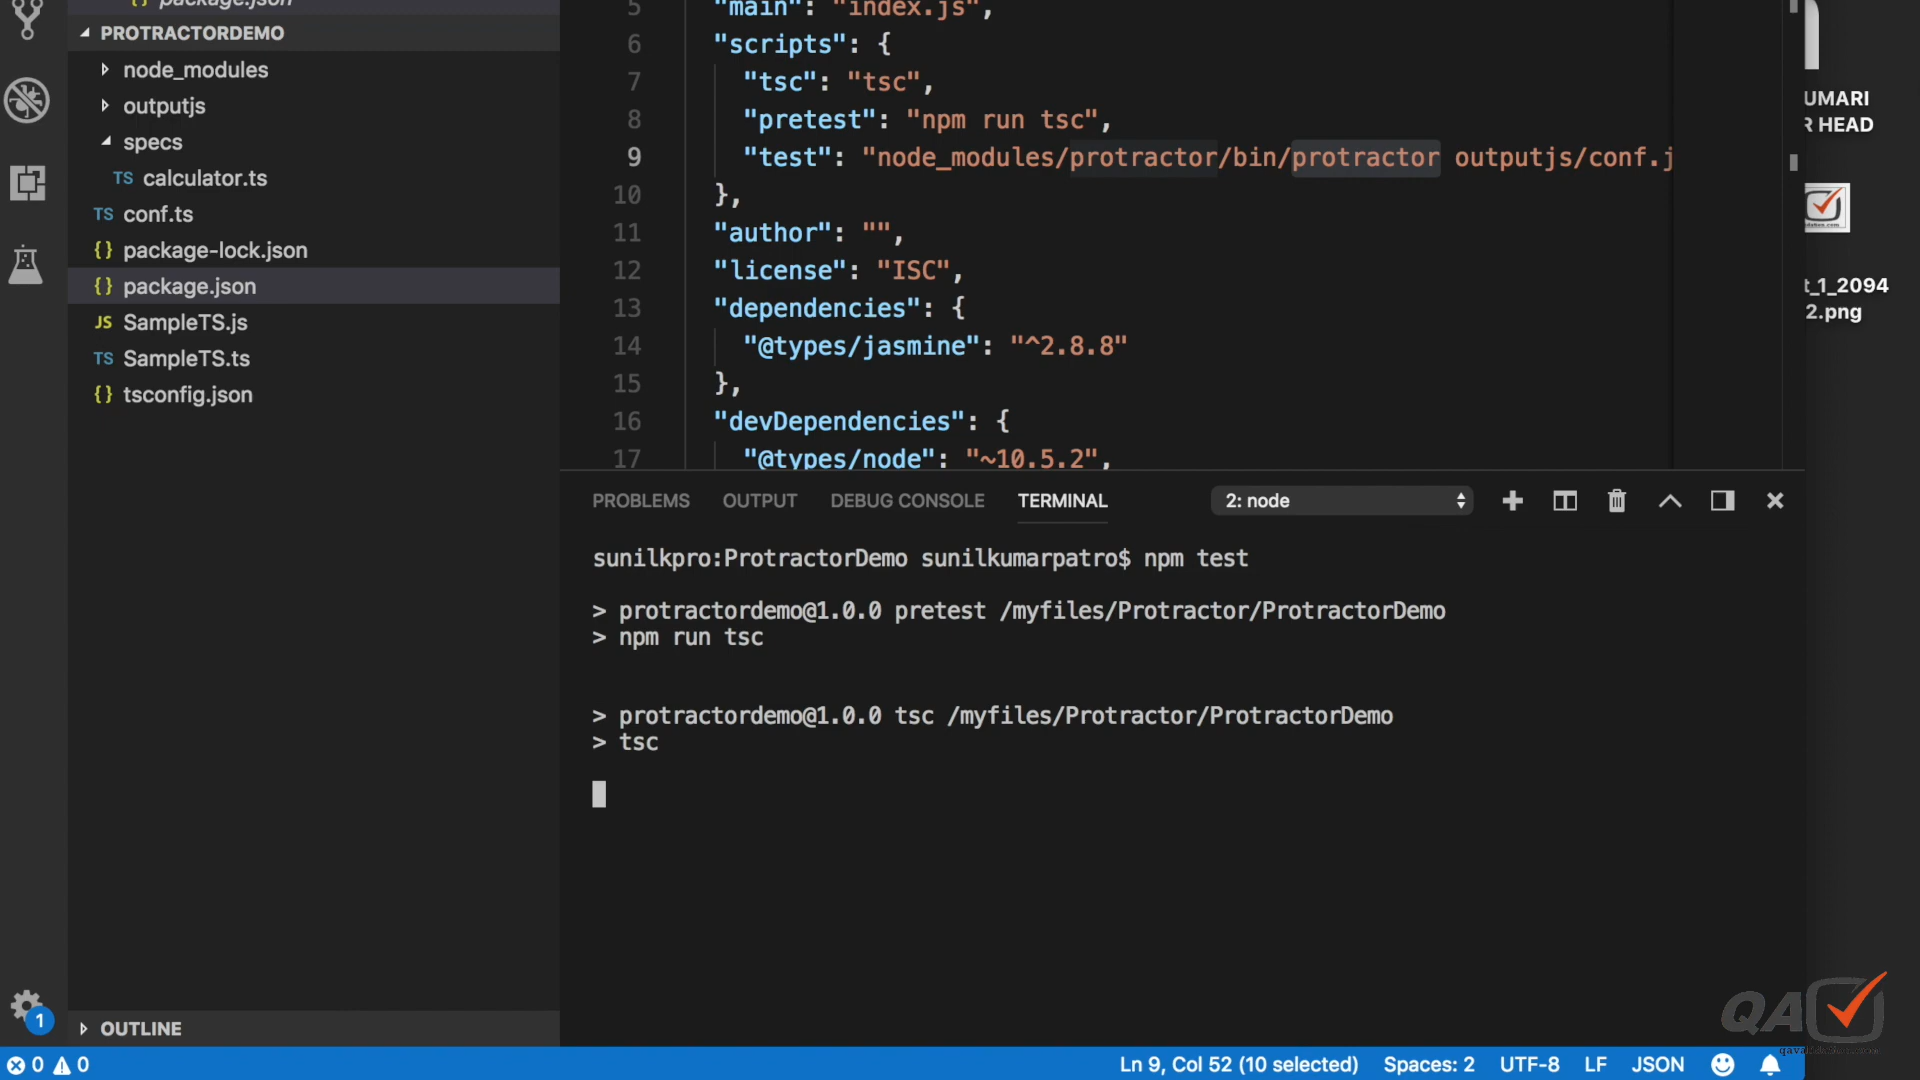 package.json
PROTRACTORDEMO
node_modules
outputjs
specs
TS calculator.ts
TS conf.ts
{} package-lock.json
{} package.json
JS SampleTS.js
TS SampleTS.ts
{} tsconfig.json
OUTLINE
1
5 "main": "index.js",
6 "scripts": {
7 "tsc": "tsc",
8 "pretest": "npm run tsc",
9 "test": "node_modules/protractor/bin/protractor outputjs/conf.j
10 },
11 "author": "",
12 "license": "ISC",
13 "dependencies": {
14 "@types/jasmine": "^2.8.8"
15 },
16 "devDependencies": {
17 "@types/node": "~10.5.2",
PROBLEMS OUTPUT DEBUG CONSOLE TERMINAL 2: node
sunilkpro:ProtractorDemo sunilkumarpatro$ npm test
> protractordemo@1.0.0 pretest /myfiles/Protractor/ProtractorDemo
> npm run tsc
> protractordemo@1.0.0 tsc /myfiles/Protractor/ProtractorDemo
> tsc
UMARI
R HEAD
t_1_2094
2.png
QA
0 0 Ln 9, Col 52 (10 selected) Spaces: 2 UTF-8 LF JSON